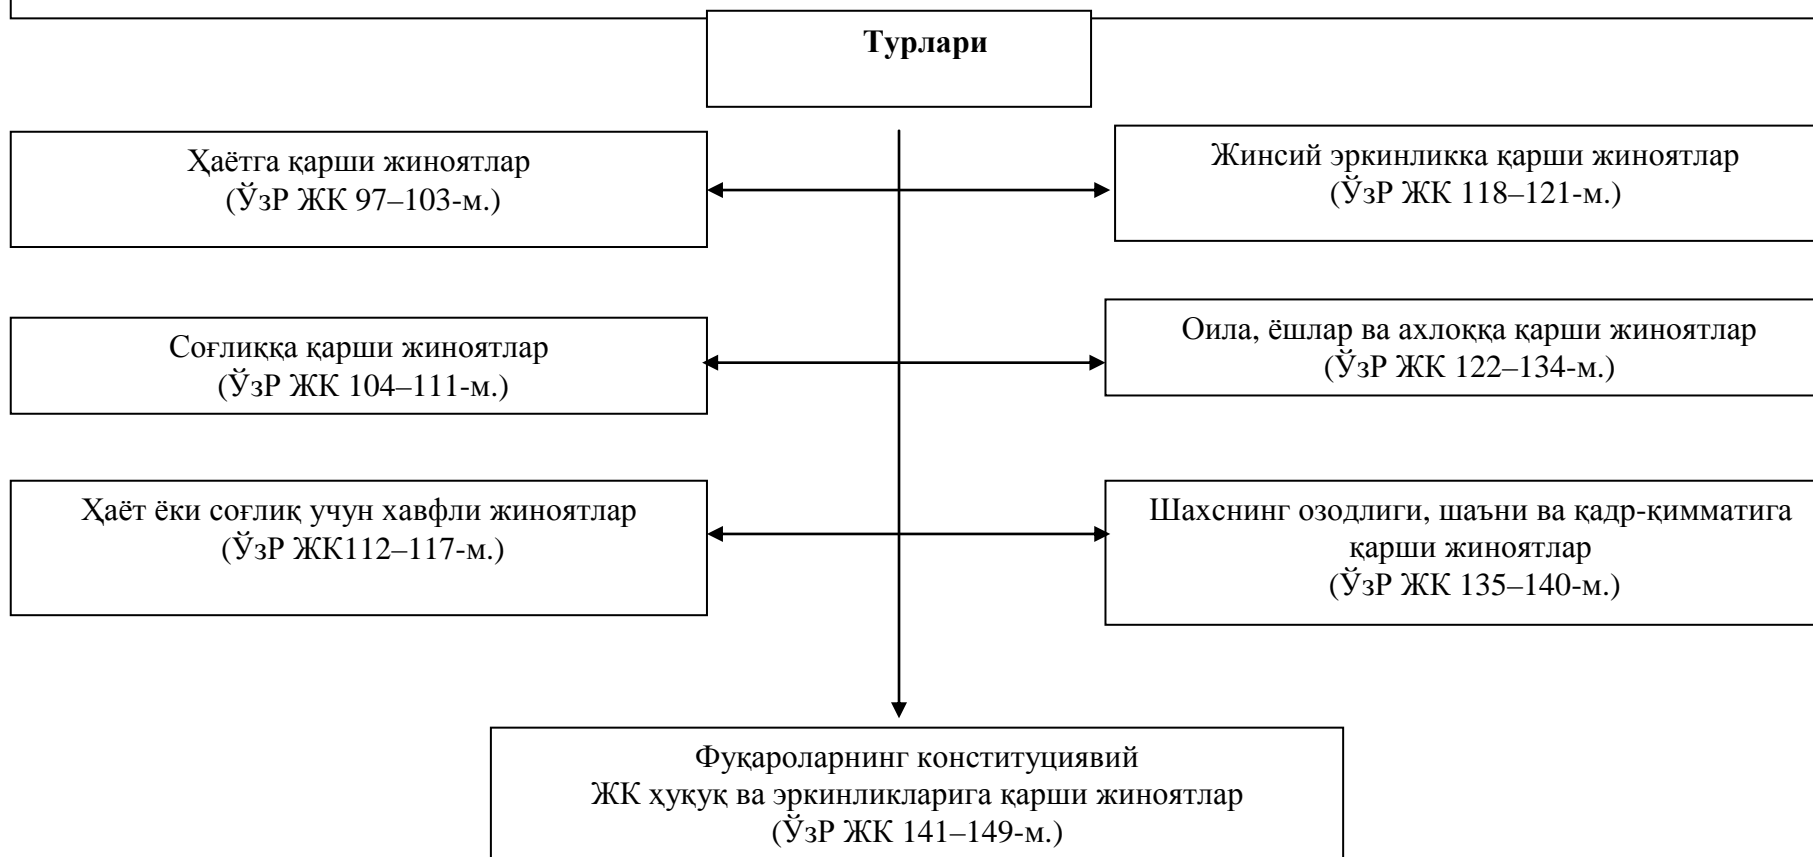 Турлари
Ҳаётга қарши жиноятлар
(ЎзР ЖК 97–103-м.)
Жинсий эркинликка қарши жиноятлар
(ЎзР ЖК 118–121-м.)
Соғлиққа қарши жиноятлар
(ЎзР ЖК 104–111-м.)
Оила, ёшлар ва ахлоққа қарши жиноятлар
(ЎзР ЖК 122–134-м.)
Ҳаёт ёки соғлиқ учун хавфли жиноятлар
(ЎзР ЖК112–117-м.)
Шахснинг озодлиги, шаъни ва қадр-қимматига
қарши жиноятлар
(ЎзР ЖК 135–140-м.)
Фуқароларнинг конституциявий
ЖК ҳуқуқ ва эркинликларига қарши жиноятлар
(ЎзР ЖК 141–149-м.)